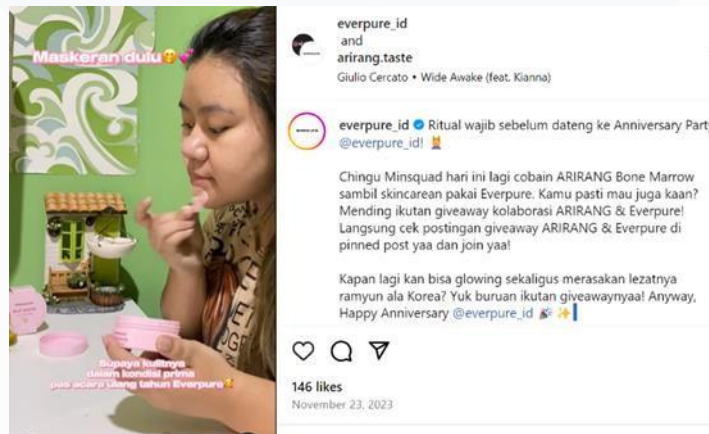 Maskeran dulu
Supaya kulitnya
dalam kondisi prima
pas acara ulang tahun Everpure
everpure_id
and
arirang.taste
Giulio Cercato • Wide Awake (feat. Kianna)
everpure_id Ritual wajib sebelum dateng ke Anniversary Party
@everpure_id!
Chingu Minsquad hari ini lagi cobain ARIRANG Bone Marrow
sambil skincarean pakai Everpure. Kamu pasti mau juga kaan?
Mending ikutan giveaway kolaborasi ARIRANG & Everpure!
Langsung cek postingan giveaway ARIRANG & Everpure di
pinned post yaa dan join yaa!
Kapan lagi kan bisa glowing sekaligus merasakan lezatnya
ramyun ala Korea? Yuk buruan ikutan giveawaynyaa! Anyway,
Happy Anniversary @everpure_id
146 likes
November 23, 2023